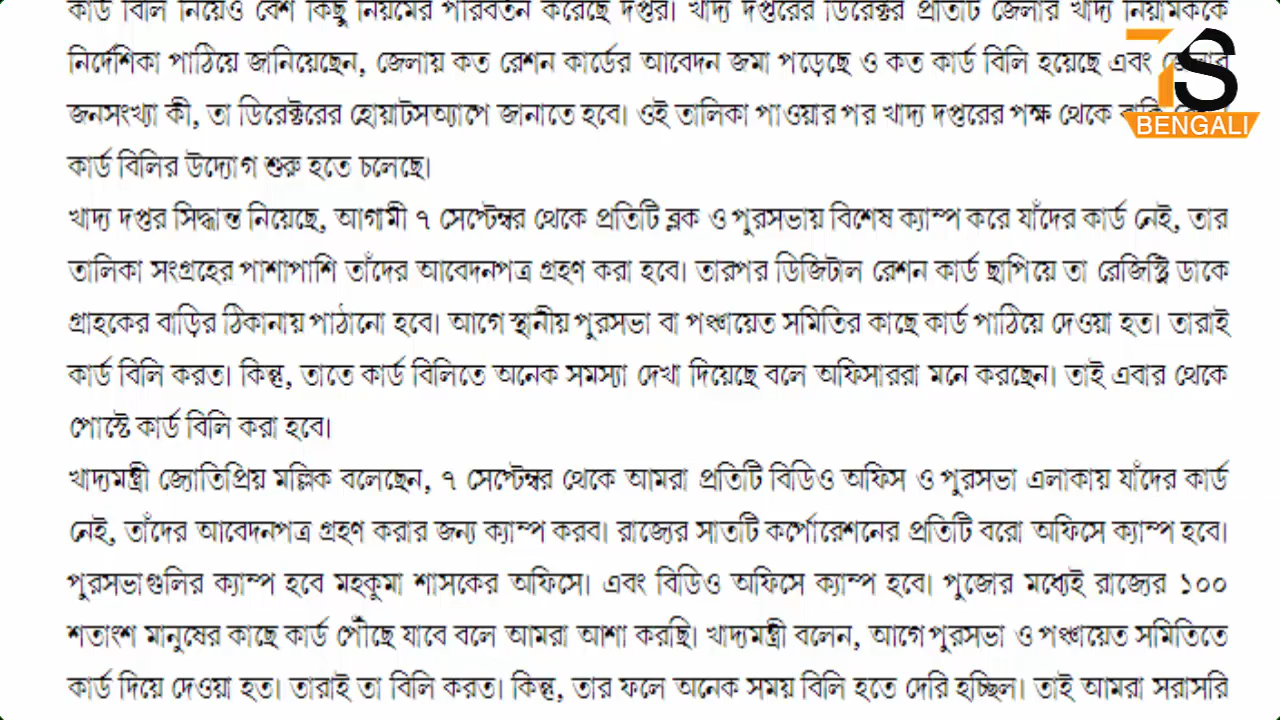 কার্ড বিলি নিয়েও বেশ কিছু নিয়মের পরিবর্তন করেছে দপ্তর। খাদ্য দপ্তরের ডিরেক্টর প্রতিটি জেলার খাদ্য নিয়ামককে
নির্দেশিকা পাঠিয়ে জানিয়েছেন, জেলায় কত রেশন কার্ডের আবেদন জমা পড়েছে ও কত কার্ড বিলি হয়েছে এবং জেলার
জনসংখ্যা কী, তা ডিরেক্টরের হোয়াটসঅ্যাপে জানাতে হবে। ওই তালিকা পাওয়ার পর খাদ্য দপ্তরের পক্ষ থেকে
কার্ড বিলির উদ্যোগ শুরু হতে চলেছে।
খাদ্য দপ্তর সিদ্ধান্ত নিয়েছে, আগামী ৭ সেপ্টেম্বর থেকে প্রতিটি ব্লক ও পুরসভায় বিশেষ ক্যাম্প করে যাঁদের কার্ড নেই, তার
তালিকা সংগ্রহের পাশাপাশি তাঁদের আবেদনপত্র গ্রহণ করা হবে। তারপর ডিজিটাল রেশন কার্ড ছাপিয়ে তা রেজিস্ট্রি ডাকে
গ্রাহকের বাড়ির ঠিকানায় পাঠানো হবে। আগে স্থানীয় পুরসভা বা পঞ্চায়েত সমিতির কাছে কার্ড পাঠিয়ে দেওয়া হত। তারাই
কার্ড বিলি করত। কিন্তু, তাতে কার্ড বিলিতে অনেক সমস্যা দেখা দিয়েছে বলে অফিসাররা মনে করছেন। তাই এবার থেকে
পোস্টে কার্ড বিলি করা হবে।
খাদ্যমন্ত্রী জ্যোতিপ্রিয় মল্লিক বলেছেন, ৭ সেপ্টেম্বর থেকে আমরা প্রতিটি বিডিও অফিস ও পুরসভা এলাকায় যাঁদের কার্ড
নেই, তাঁদের আবেদনপত্র গ্রহণ করার জন্য ক্যাম্প করব। রাজ্যের সাতটি কর্পোরেশনের প্রতিটি বরো অফিসে ক্যাম্প হবে।
পুরসভাগুলির ক্যাম্প হবে মহকুমা শাসকের অফিসে। এবং বিডিও অফিসে ক্যাম্প হবে। পুজোর মধ্যেই রাজ্যের ১০০
শতাংশ মানুষের কাছে কার্ড পৌঁছে যাবে বলে আমরা আশা করছি। খাদ্যমন্ত্রী বলেন, আগে পুরসভা ও পঞ্চায়েত সমিতিতে
কার্ড দিয়ে দেওয়া হত। তারাই তা বিলি করত। কিন্তু, তার ফলে অনেক সময় বিলি হতে দেরি হচ্ছিল। তাই আমরা সরাসরি
TS
BENGALI